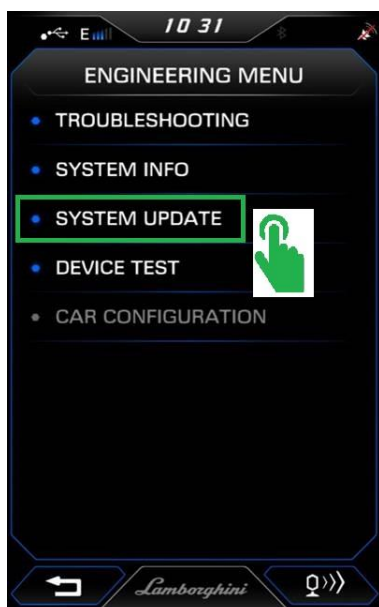 E
10 31
ENGINEERING MENU
TROUBLESHOOTING
SYSTEM INFO
SYSTEM UPDATE
DEVICE TEST
CAR CONFIGURATION
Lamborghini